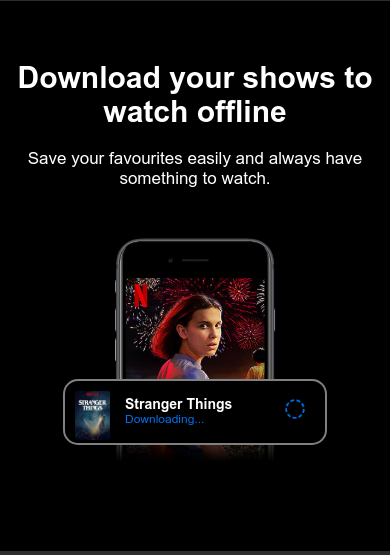 Download your shows to
watch offline
Save your favourites easily and always have
something to watch.
N
STRANGER
THINGS
Stranger Things
Downloading...